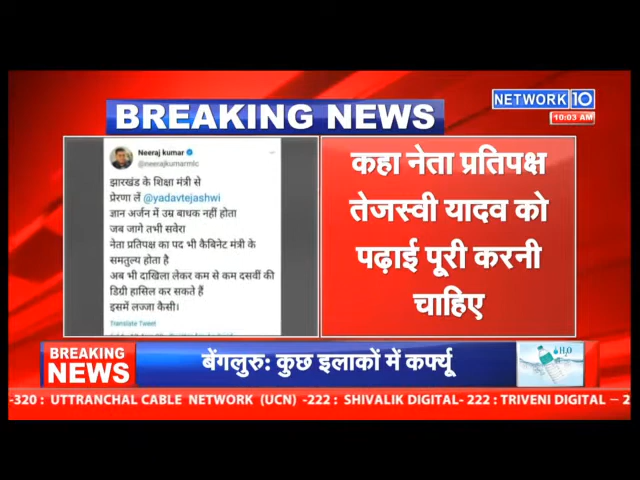 NETWORK 10
10:03 AM
BREAKING NEWS
Neeraj kumar
@neerajkumarmlc
झारखंड के शिक्षा मंत्री से
प्रेरणा लें @yadavtejashwi
ज्ञान अर्जन में उम्र बाधक नहीं होता
जब जागे तभी सवेरा
नेता प्रतिपक्ष का पद भी कैबिनेट मंत्री के
समतुल्य होता है
अब भी दाखिला लेकर कम से कम दसवीं की
डिग्री हासिल कर सकते हैं
इसमें लज्जा कैसी।
Translate Tweet
कहा नेता प्रतिपक्ष
तेजस्वी यादव को
पढ़ाई पूरी करनी
चाहिए
BREAKING
NEWS
बेंगलुरु: कुछ इलाकों में कर्फ्यू
H₂O
-320 : UTTRANCHAL CABLE NETWORK (UCN) -222 : SHIVALIK DIGITAL- 222 : TRIVENI DIGITAL –